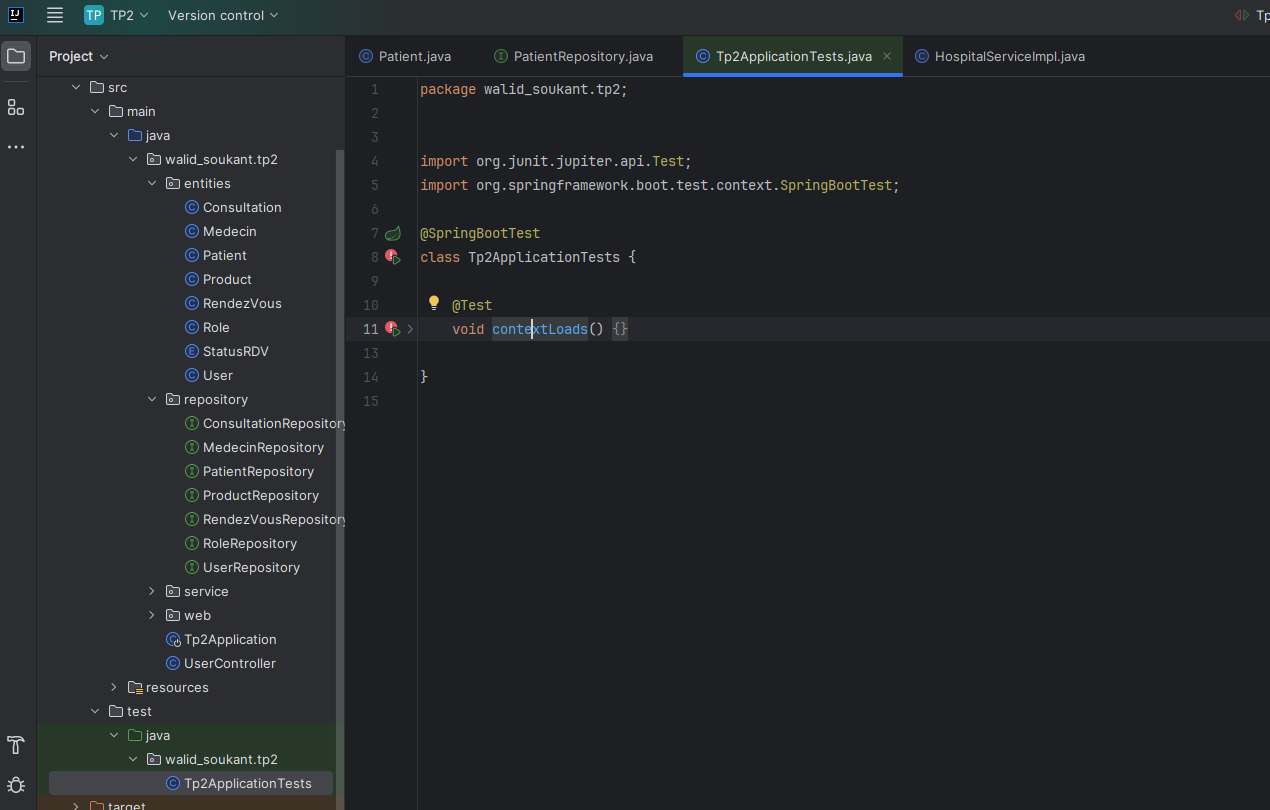 IJ
TP TP2 Version control Tp
Project
Patient.java PatientRepository.java Tp2ApplicationTests.java HospitalServiceImpl.java
src
main
java
walid_soukant.tp2
entities
C Consultation
C Medecin
C Patient
C Product
C RendezVous
C Role
E StatusRDV
C User
repository
I ConsultationRepository
I MedecinRepository
I PatientRepository
I ProductRepository
I RendezVousRepository
I RoleRepository
I UserRepository
service
web
Tp2Application
C UserController
resources
test
java
walid_soukant.tp2
C Tp2ApplicationTests
target
1 package walid_soukant.tp2;
2
3
4 import org.junit.jupiter.api.Test;
5 import org.springframework.boot.test.context.SpringBootTest;
6
7 @SpringBootTest
8 class Tp2ApplicationTests {
9
10 @Test
11 void contextLoads() {}
13
14 }
15